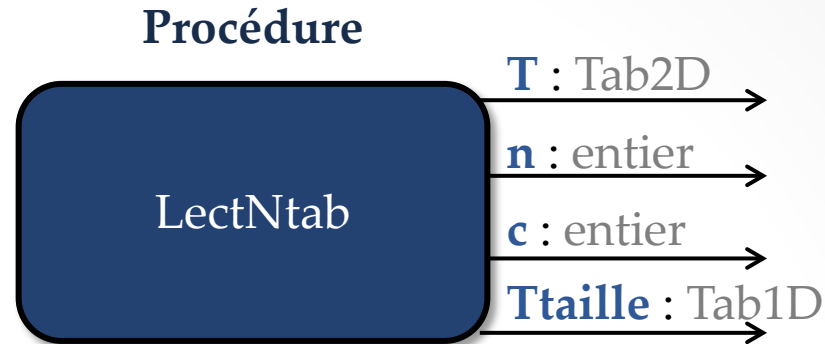 Procédure
T : Tab2D
n : entier
LectNtab
c : entier
Ttaille : Tab1D